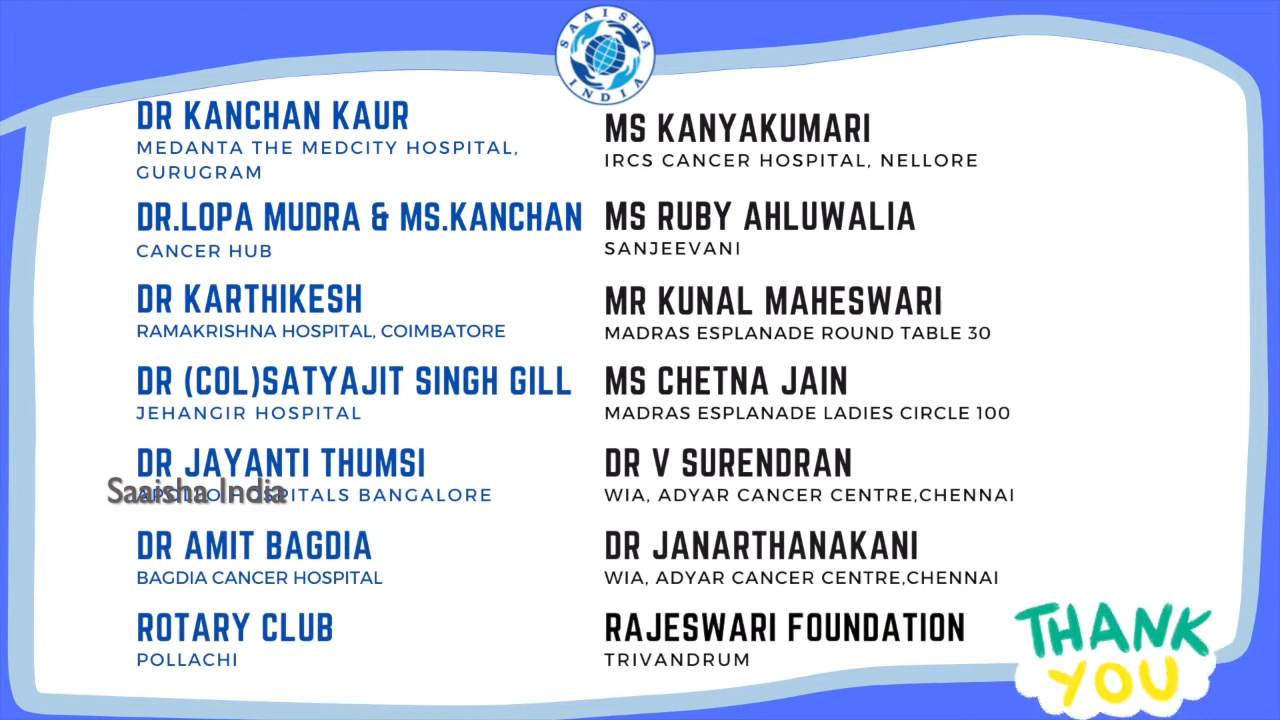 SAAISHA INDIA
DR KANCHAN KAUR
MEDANTA THE MEDCITY HOSPITAL,
GURUGRAM
DR.LOPA MUDRA & MS.KANCHAN
CANCER HUB
DR KARTHIKESH
RAMAKRISHNA HOSPITAL, COIMBATORE
DR (COL)SATYAJIT SINGH GILL
JEHANGIR HOSPITAL
DR JAYANTI THUMSI
APOLLO HOSPITALS BANGALORE
Saaisha India
DR AMIT BAGDIA
BAGDIA CANCER HOSPITAL
ROTARY CLUB
POLLACHI
MS KANYAKUMARI
IRCS CANCER HOSPITAL, NELLORE
MS RUBY AHLUWALIA
SANJEEVANI
MR KUNAL MAHESWARI
MADRAS ESPLANADE ROUND TABLE 30
MS CHETNA JAIN
MADRAS ESPLANADE LADIES CIRCLE 100
DR V SURENDRAN
WIA, ADYAR CANCER CENTRE,CHENNAI
DR JANARTHANAKANI
WIA, ADYAR CANCER CENTRE,CHENNAI
RAJESWARI FOUNDATION
TRIVANDRUM
THANK
YOU